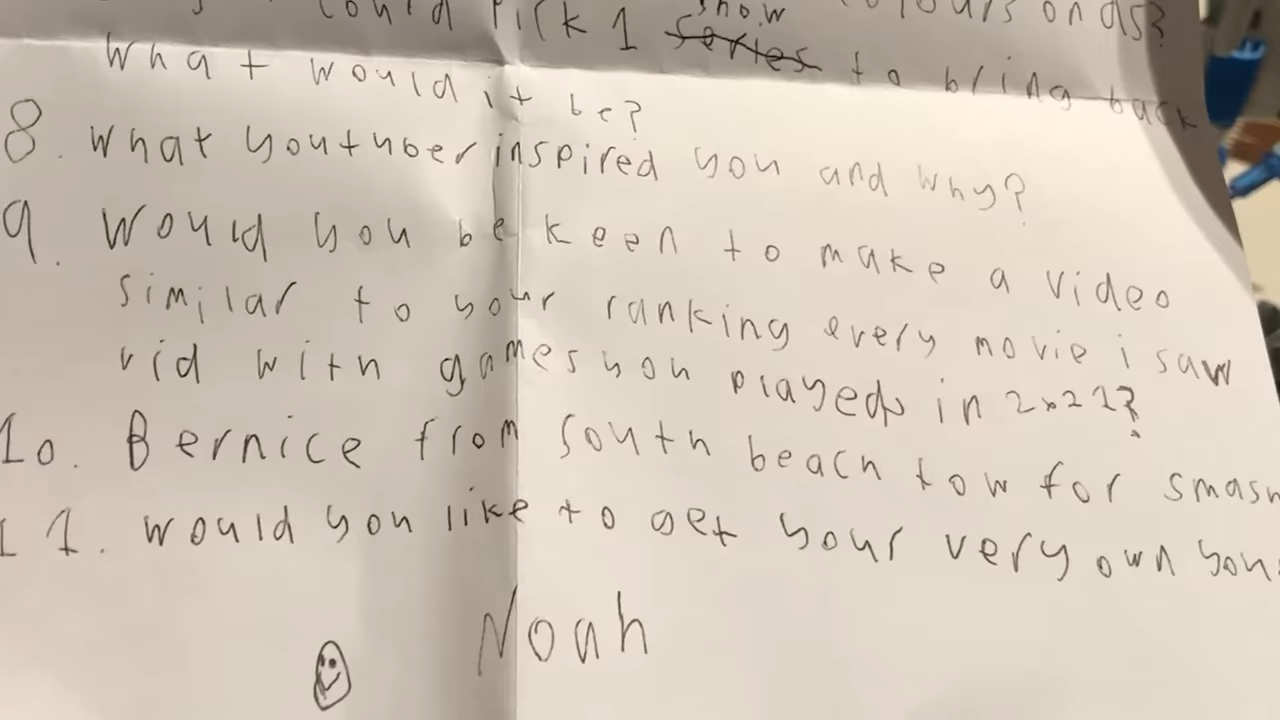 could Pick 1 show series to bring back
What would it be?
8. What youtuber inspired you and why?
9. Would you be keen to make a video
similar to your ranking every movie i saw
vid with games you played in 2021?
10. Bernice from south beach tow for smash
11. would you like to get your very own
Noah